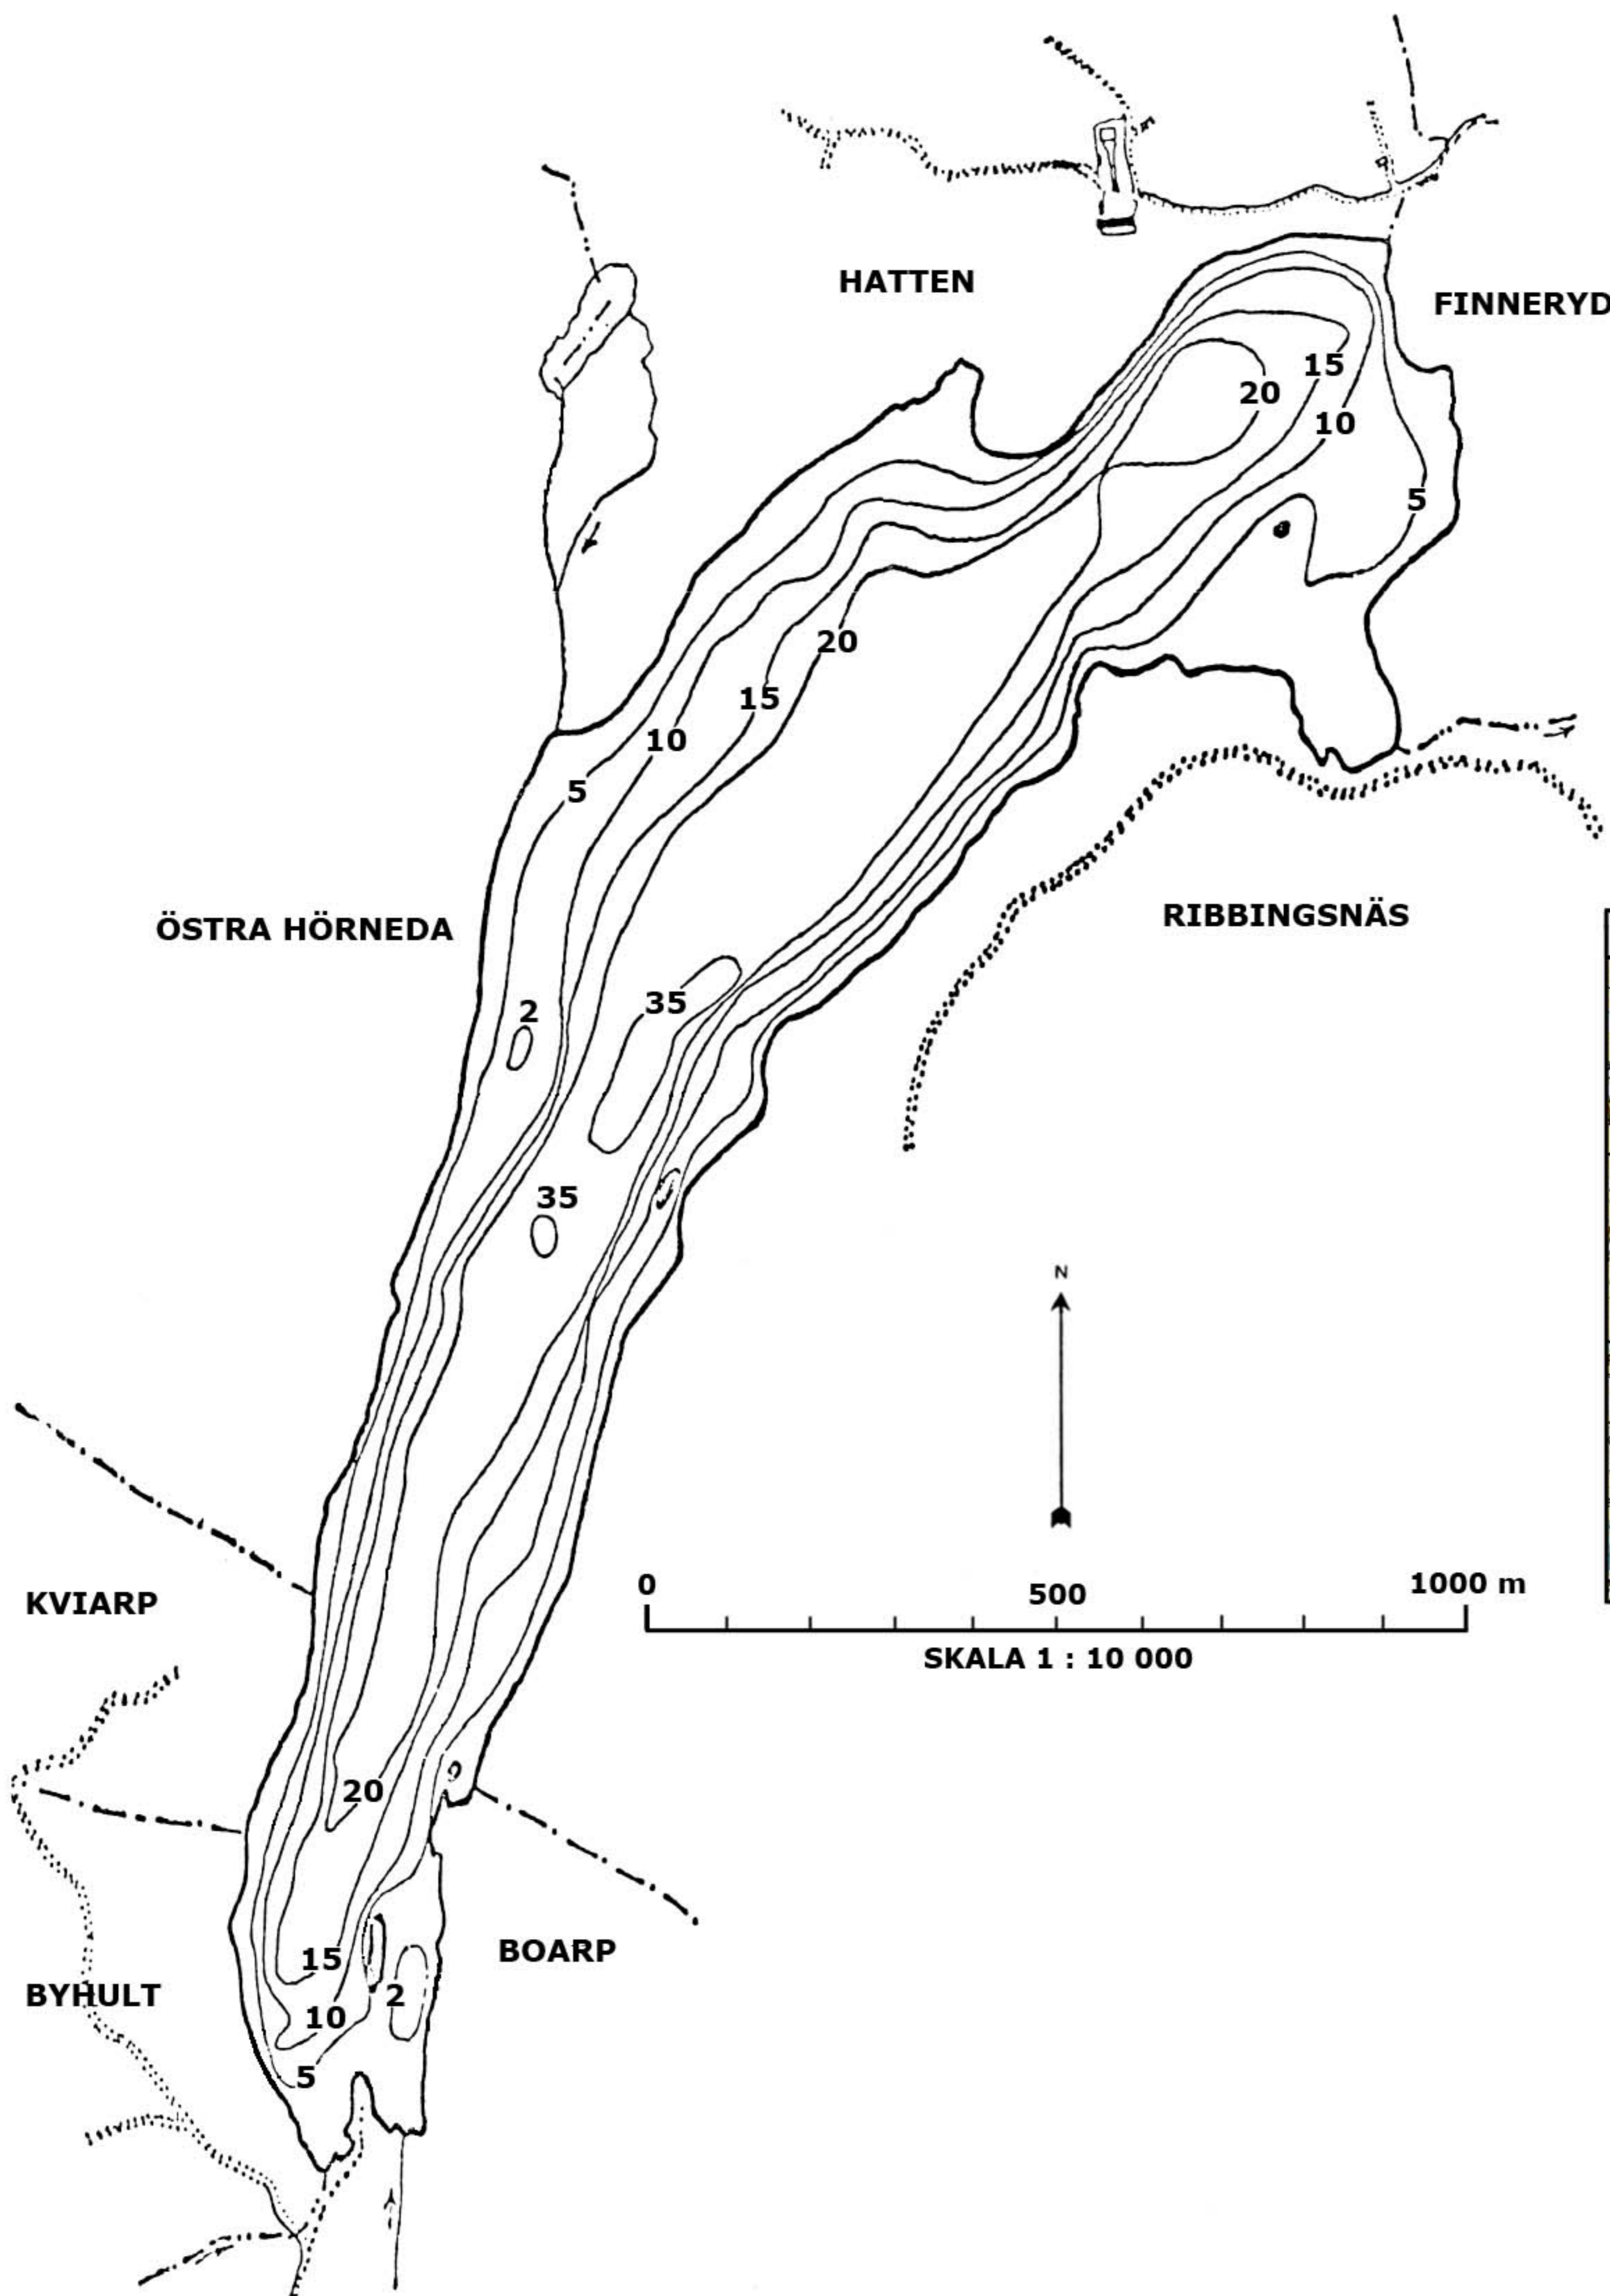 HATTEN
FINNERYD
15
20
10
5
20
15
10
5
ÖSTRA HÖRNEDA
RIBBINGSNÄS
35
2
35
N
0
500
1000 m
SKALA 1 : 10 000
KVIARP
20
BOARP
15
BYHULT
2
10
5